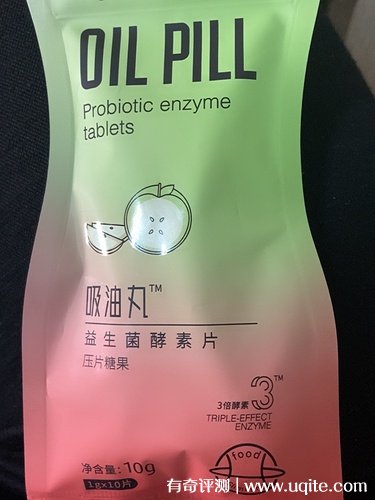 OIL PILL
Probiotic enzyme
tablets
吸油丸™
益生菌酵素片
压片糖果
3倍酵素 3™
TRIPLE-EFFECT
ENZYME
净含量: 10g
1g×10片
food
有奇评测 | www.uqite.com